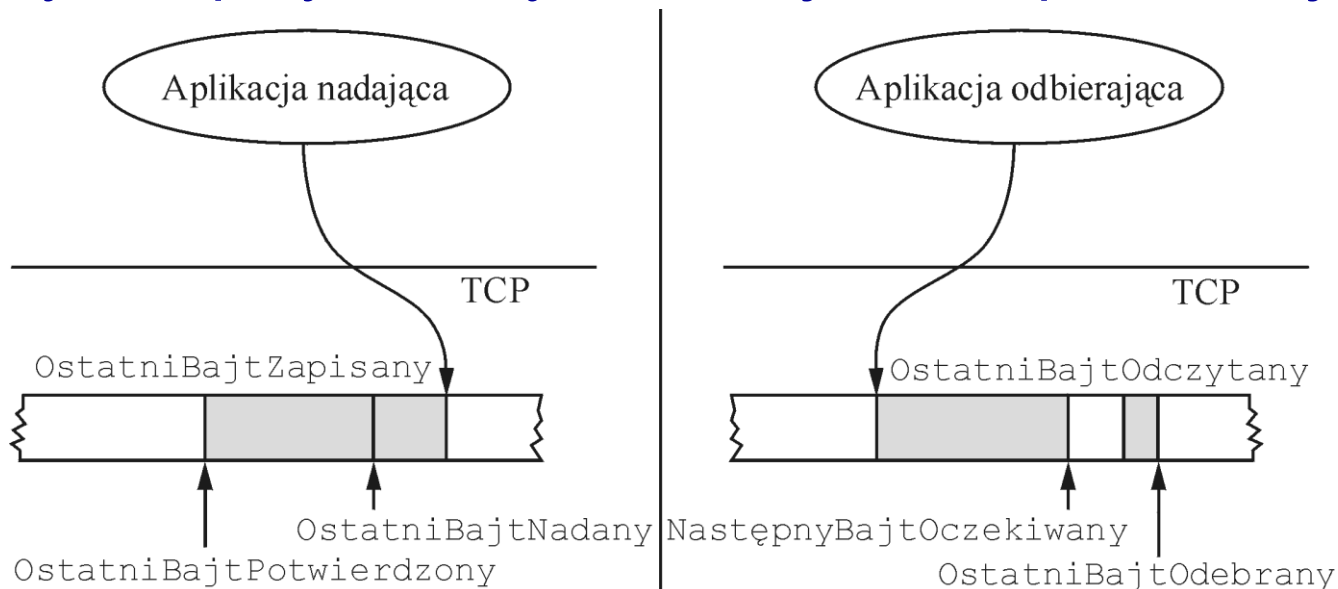 Aplikacja nadająca
Aplikacja odbierająca
TCP
TCP
OstatniBajtZapisany
OstatniBajtOdczytany
OstatniBajtNadany
NastępnyBajtOczekiwany
OstatniBajtPotwierdzony
OstatniBajtOdebrany